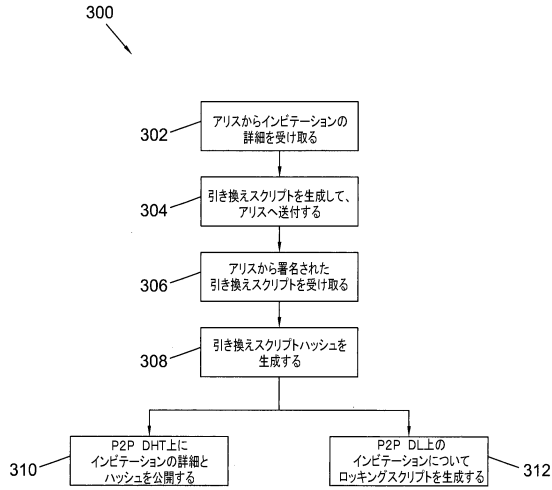 300
302
アリスからインビテーションの
詳細を受け取る
304
引き換えスクリプトを生成して、
アリスへ送付する
306
アリスから署名された
引き換えスクリプトを受け取る
308
引き換えスクリプトハッシュを
生成する
310
P2P DHT上に
インビテーションの詳細と
ハッシュを公開する
P2P DL上の
インビテーションについて
ロッキングスクリプトを生成する
312